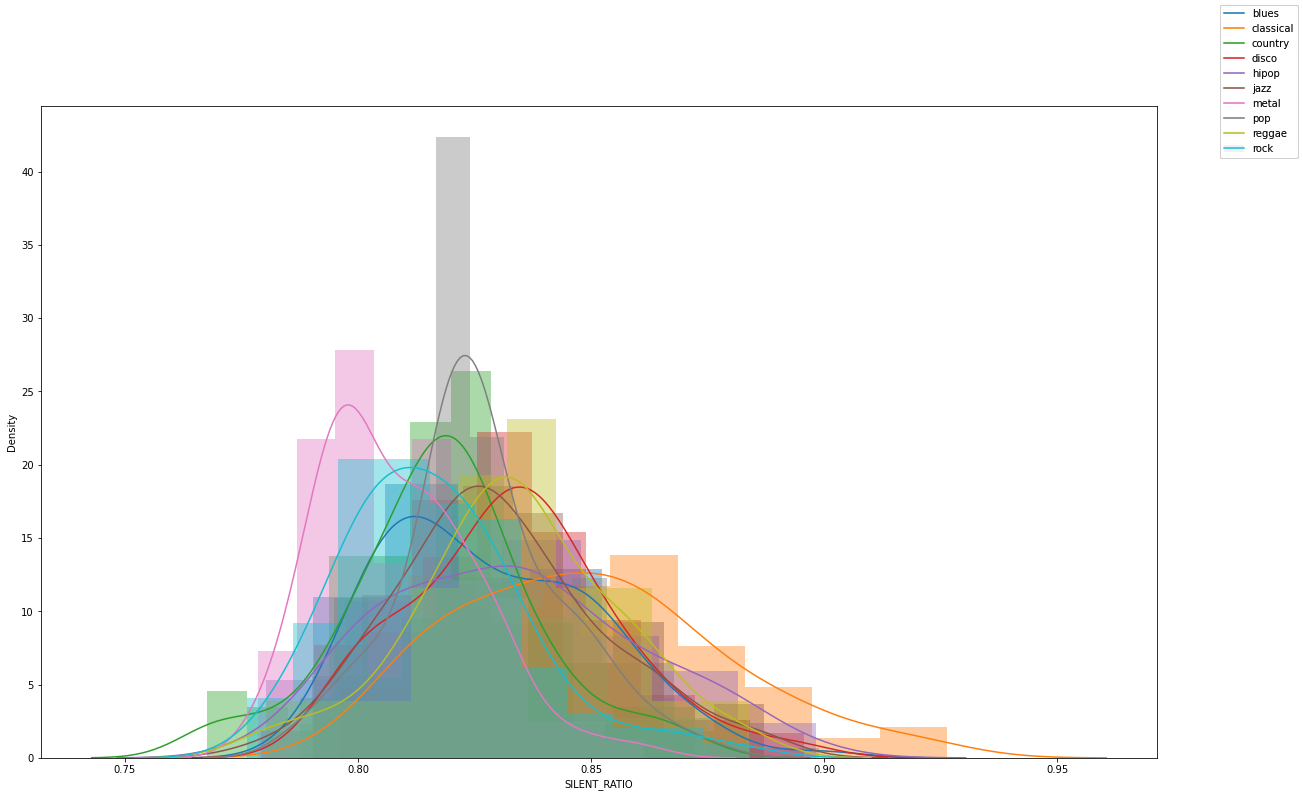 blues
classical
country
disco
hipop
jazz
metal
pop
reggae
rock
40
35
30
25
20
15
10
5
0
Density
0.75 0.80 0.85 0.90 0.95
SILENT_RATIO